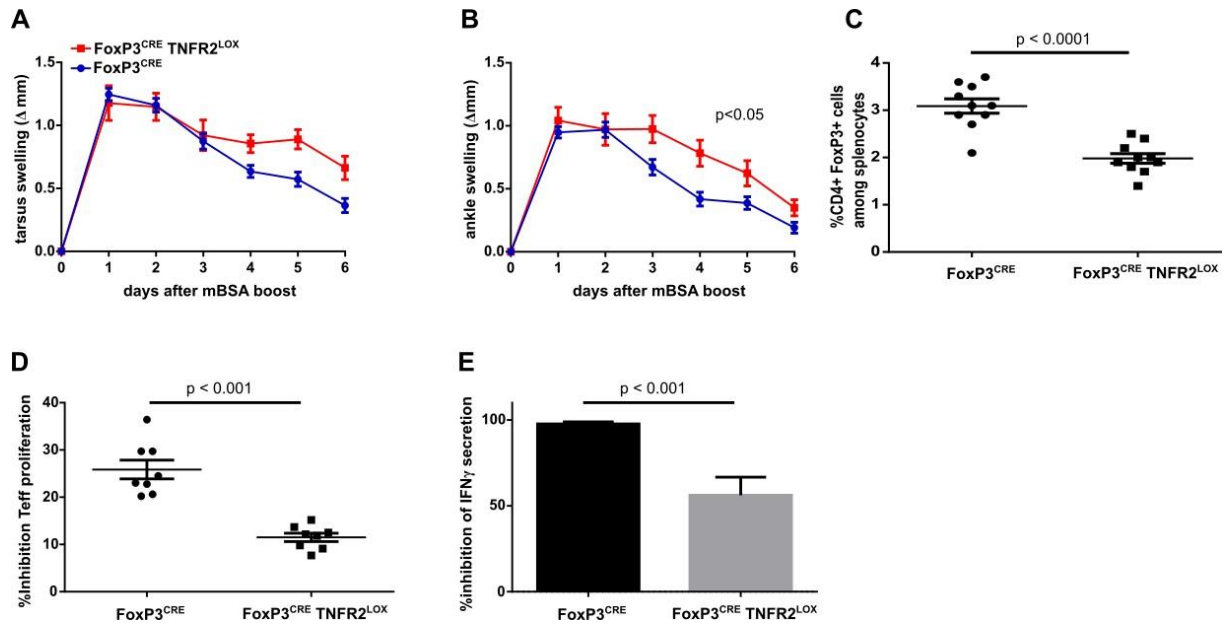 A
FoxP3CRE TNFR2LOX
FoxP3CRE
1.5
1.0
0.5
0.0
tarsus swelling (Δ mm)
0 1 2 3 4 5 6
days after mBSA boost
B
1.5
1.0
0.5
0.0
ankle swelling (Δmm)
p<0.05
0 1 2 3 4 5 6
days after mBSA boost
C
p < 0.0001
4
3
2
1
0
%CD4+ FoxP3+ cells
among splenocytes
FoxP3CRE FoxP3CRE TNFR2LOX
D
p < 0.001
40
30
20
10
0
%Inhibition Teff proliferation
FoxP3CRE FoxP3CRE TNFR2LOX
E
p < 0.001
100
50
0
%inhibition of IFNγ secretion
FoxP3CRE FoxP3CRE TNFR2LOX